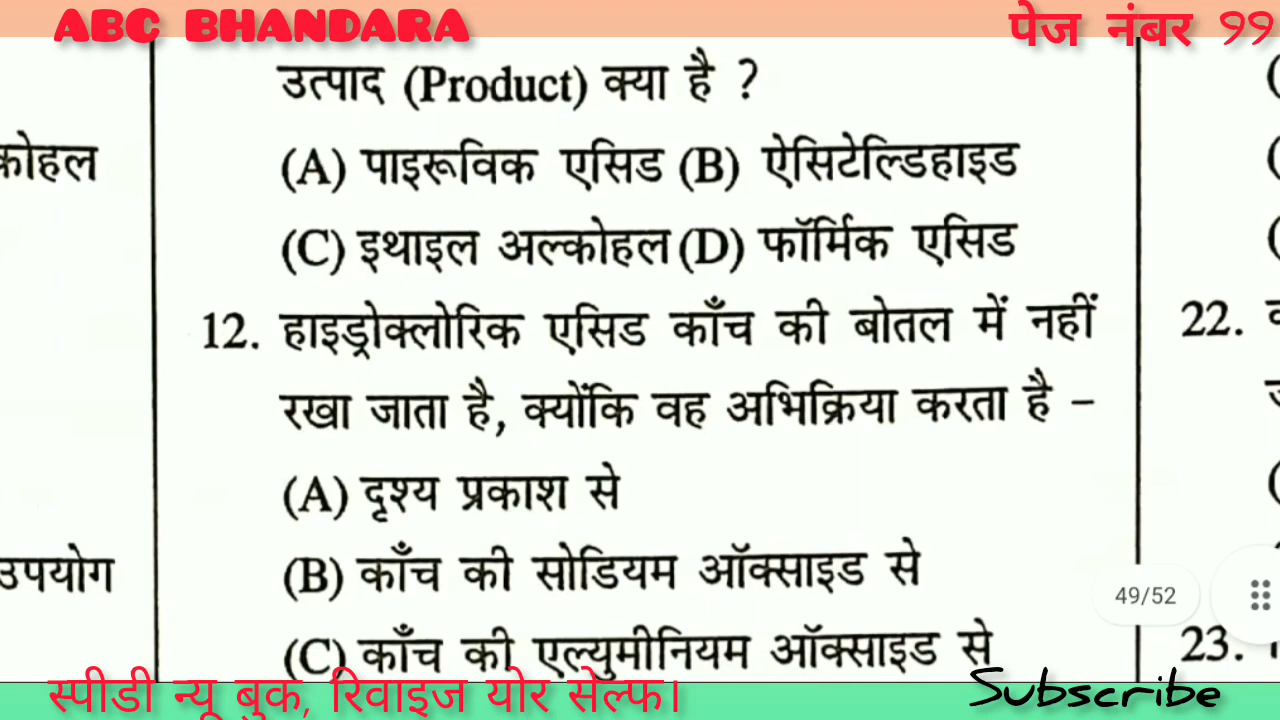 ABC BHANDARA
पेज नंबर 99
उत्पाद (Product) क्या है ?
कोहल
(A) पाइरूविक एसिड (B) ऐसिटेल्डिहाइड
(C) इथाइल अल्कोहल (D) फॉर्मिक एसिड
12. हाइड्रोक्लोरिक एसिड काँच की बोतल में नहीं
रखा जाता है, क्योंकि वह अभिक्रिया करता है –
(A) दृश्य प्रकाश से
उपयोग
(B) काँच की सोडियम ऑक्साइड से
(C) काँच की एल्युमीनियम ऑक्साइड से
22.
23.
49/52
स्पीडी न्यू बुक, रिवाइज योर सेल्फ।
Subscribe